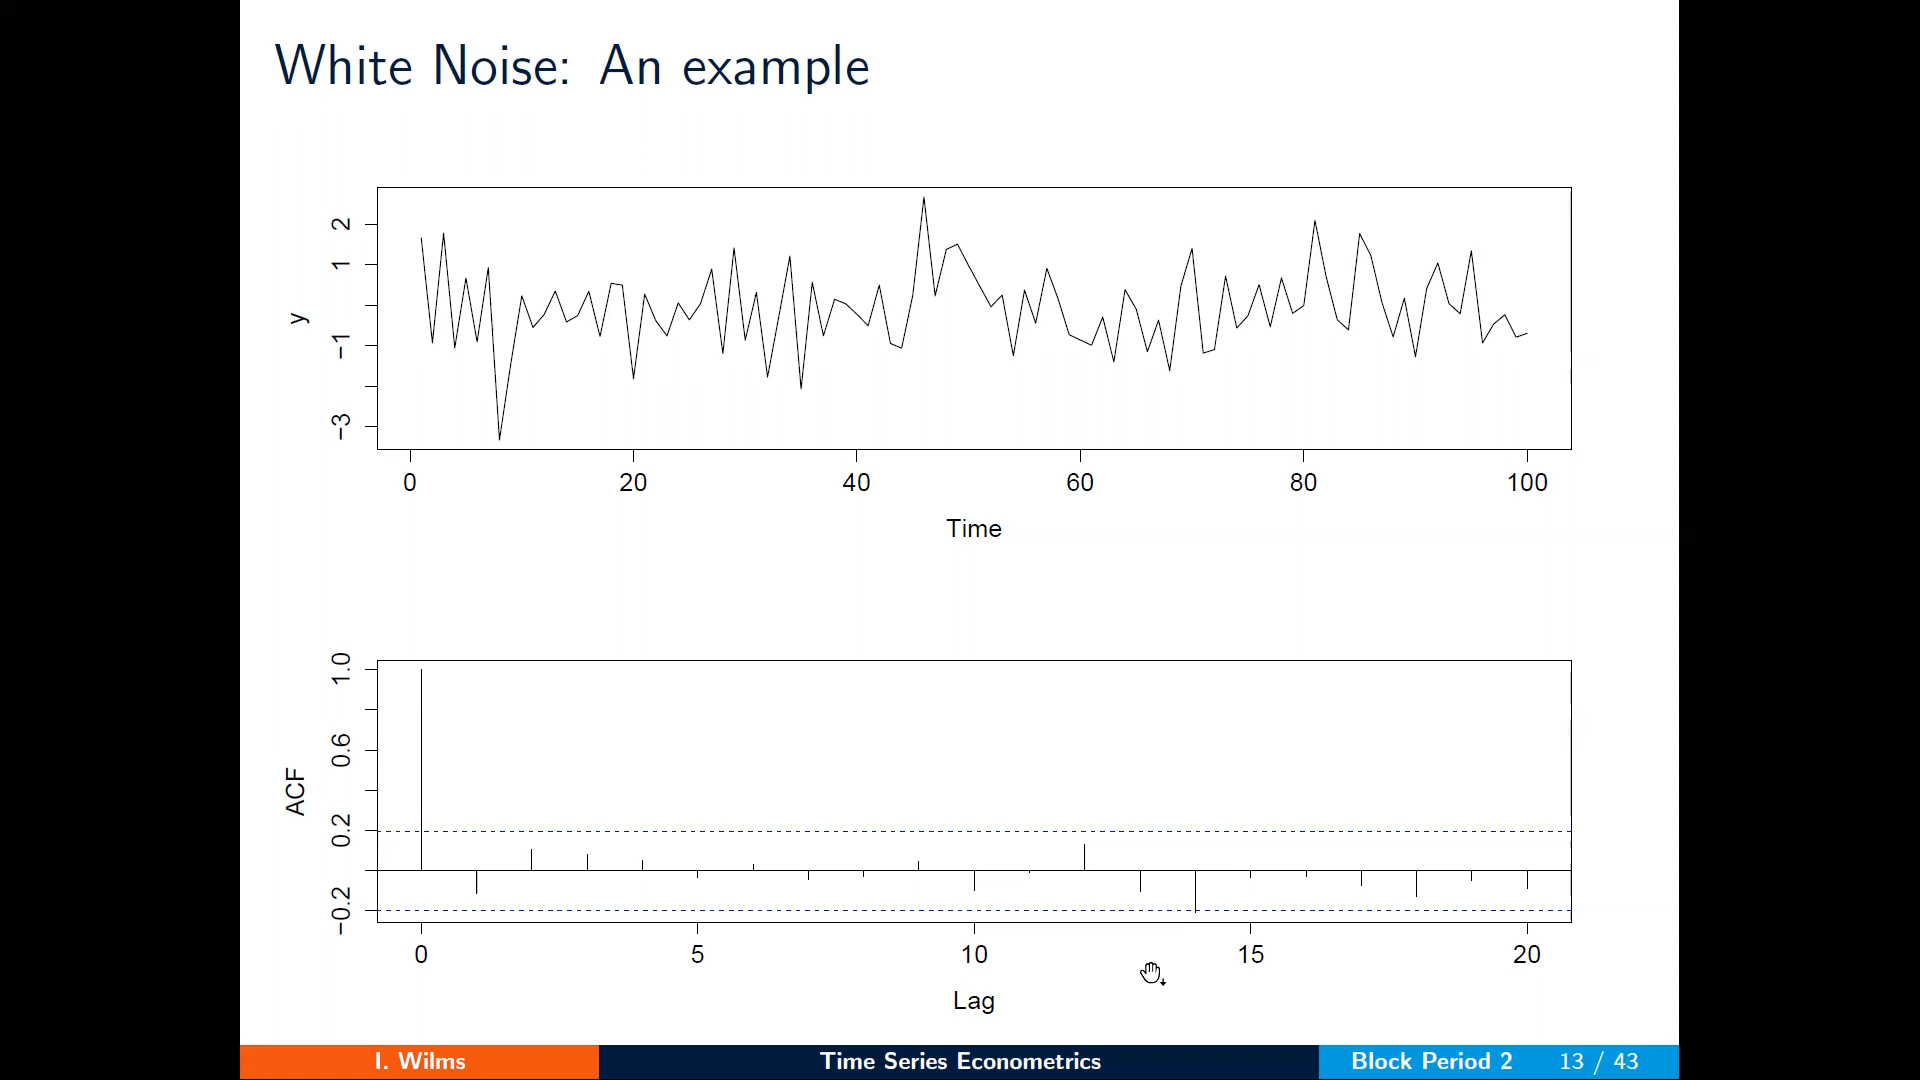 White Noise: An example
2
1
−1
−3
y
0 20 40 60 80 100
Time
1.0
0.6
0.2
−0.2
ACF
0 5 10 15 20
Lag
I. Wilms Time Series Econometrics Block Period 2 13 / 43